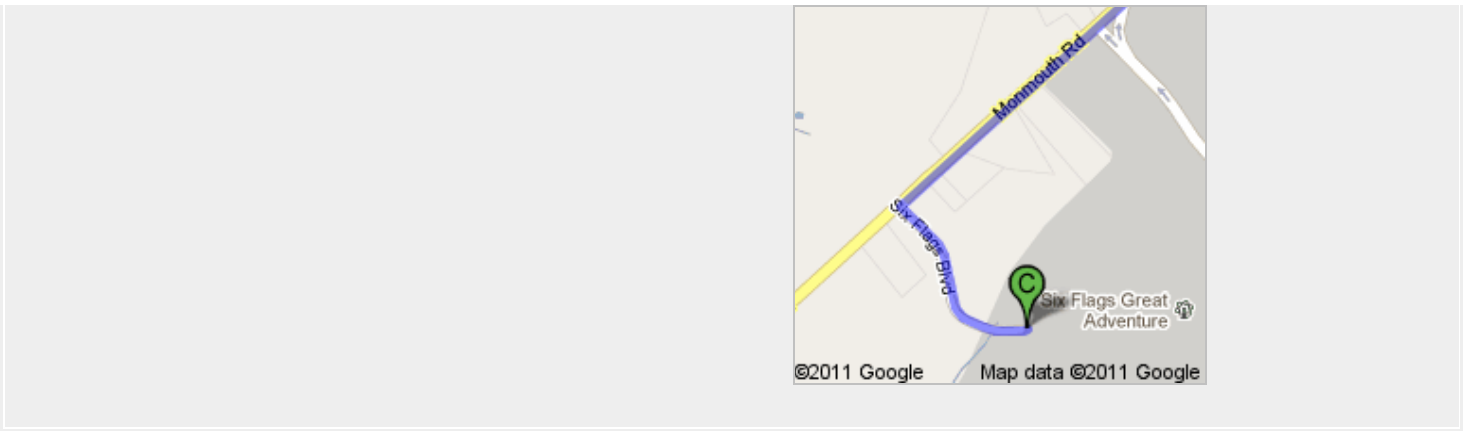 Monmouth Rd
Six Flags Blvd
C
Six Flags Great
Adventure
©2011 Google
Map data ©2011 Google